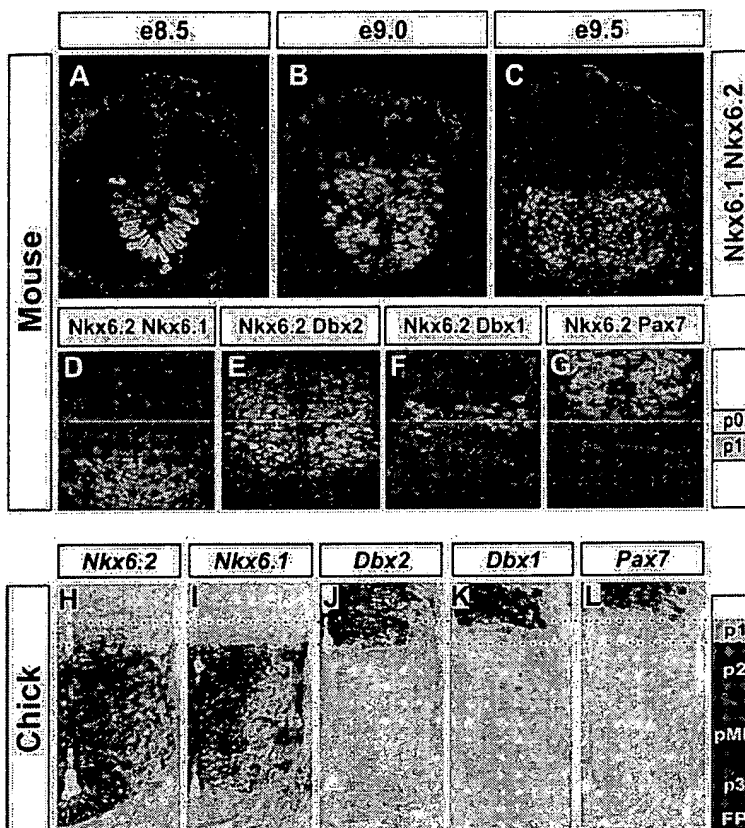 e8.5 e9.0 e9.5
A B C
Mouse
Nkx6.1 Nkx6.2
Nkx6.2 Nkx6.1 Nkx6.2 Dbx2 Nkx6.2 Dbx1 Nkx6.2 Pax7
D E F G
p0
p1
Nkx6.2 Nkx6.1 Dbx2 Dbx1 Pax7
H I J K L
Chick
p1
p2
p3
FP